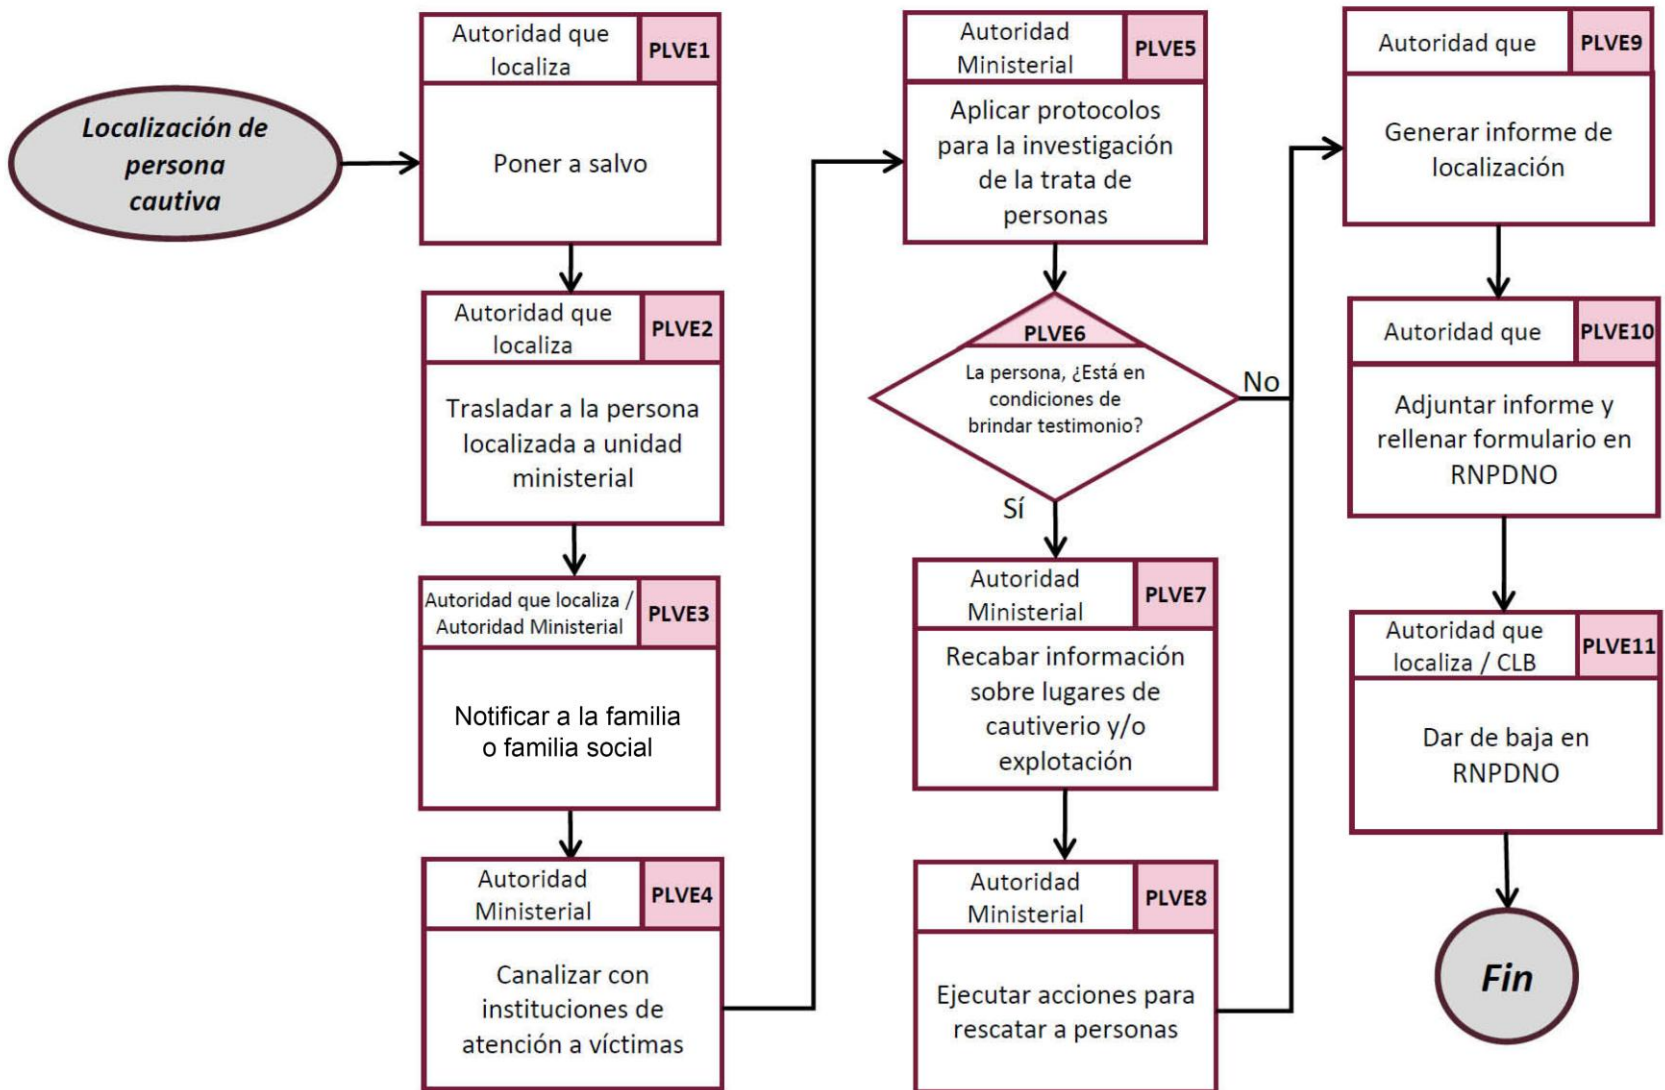 Localización de
persona
cautiva
Autoridad que
localiza
PLVE1
Poner a salvo
Autoridad que
localiza
PLVE2
Trasladar a la persona
localizada a unidad
ministerial
Autoridad que localiza /
Autoridad Ministerial
PLVE3
Notificar a la familia
o familia social
Autoridad
Ministerial
PLVE4
Canalizar con
instituciones de
atención a víctimas
Autoridad
Ministerial
PLVE5
Aplicar protocolos
para la investigación
de la trata de
personas
PLVE6
La persona, ¿Está en
condiciones de
brindar testimonio?
No
Sí
Autoridad
Ministerial
PLVE7
Recabar información
sobre lugares de
cautiverio y/o
explotación
Autoridad
Ministerial
PLVE8
Ejecutar acciones para
rescatar a personas
Autoridad que
PLVE9
Generar informe de
localización
Autoridad que
PLVE10
Adjuntar informe y
rellenar formulario en
RNPDNO
Autoridad que
localiza / CLB
PLVE11
Dar de baja en
RNPDNO
Fin